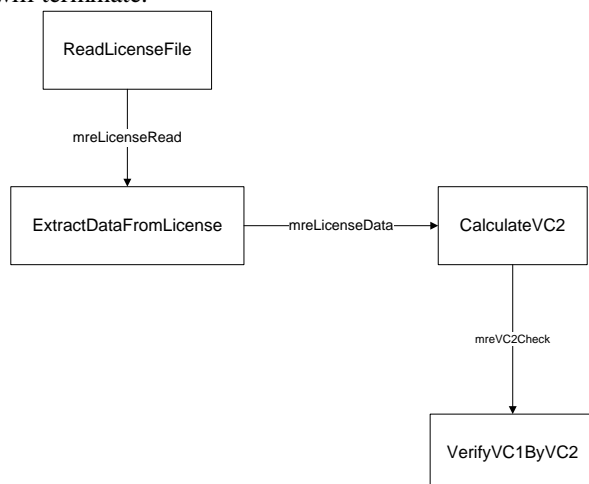 will terminate.
ReadLicenseFile
mreLicenseRead
ExtractDataFromLicense
mreLicenseData
CalculateVC2
mreVC2Check
VerifyVC1ByVC2